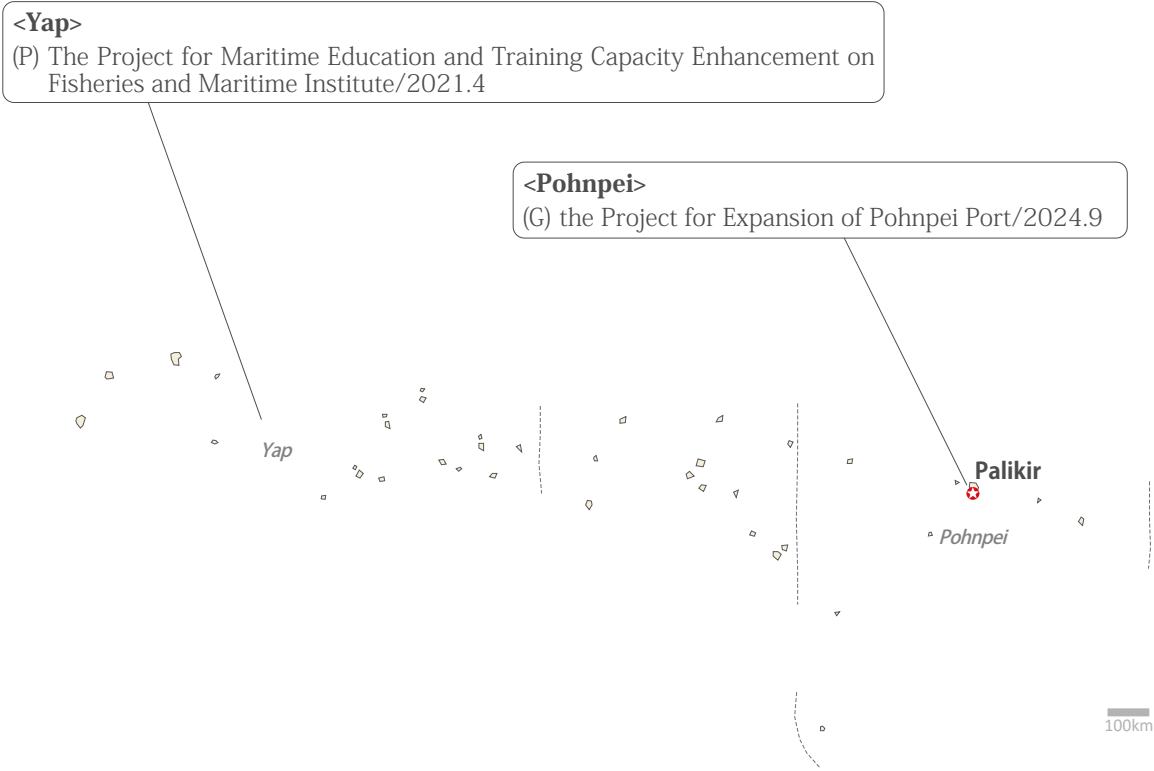 <Yap>
(P) The Project for Maritime Education and Training Capacity Enhancement on
Fisheries and Maritime Institute/2021.4
<Pohnpei>
(G) the Project for Expansion of Pohnpei Port/2024.9
Yap
Palikir
Pohnpei
100km